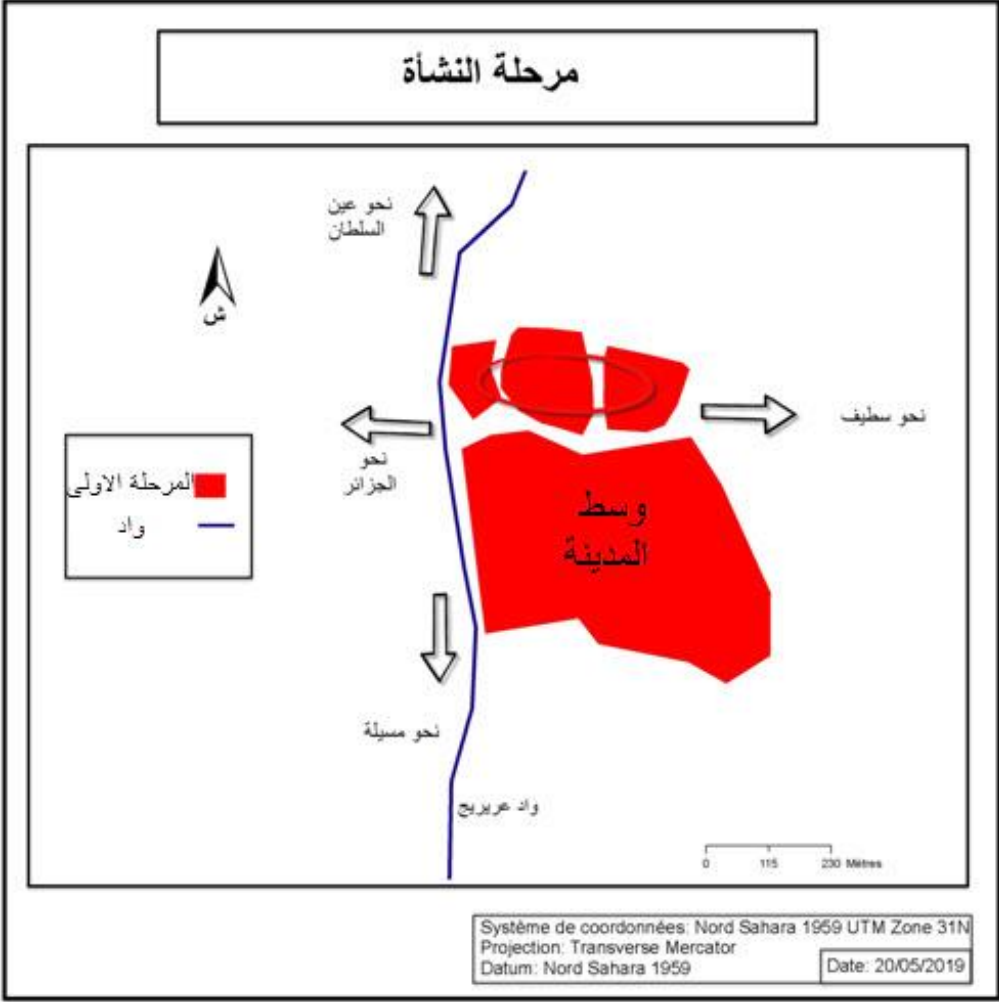 مرحلة النشأة
نحو عين
السلطان
ش
نحو سطيف
نحو
الجزائر
المرحلة الاولى
واد
وسط
المدينة
نحو مسيلة
واد عريريج
0 115 230 Mètres
Système de coordonnées: Nord Sahara 1959 UTM Zone 31N
Projection: Transverse Mercator
Datum: Nord Sahara 1959
Date: 20/05/2019